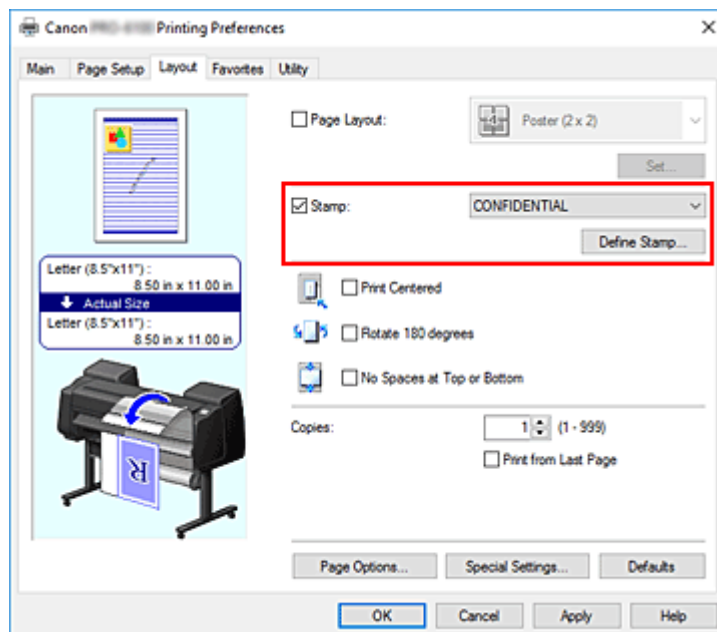 Canon Printing Preferences
Main Page Setup Layout Favorites Utility
Page Layout: Poster (2 x 2)
Set...
Stamp: CONFIDENTIAL
Define Stamp...
Letter (8.5"x11") :
8.50 in x 11.00 in
Actual Size
Letter (8.5"x11") :
8.50 in x 11.00 in
Print Centered
Rotate 180 degrees
No Spaces at Top or Bottom
R
Copies: 1 (1 - 999)
Print from Last Page
Page Options... Special Settings... Defaults
OK Cancel Apply Help